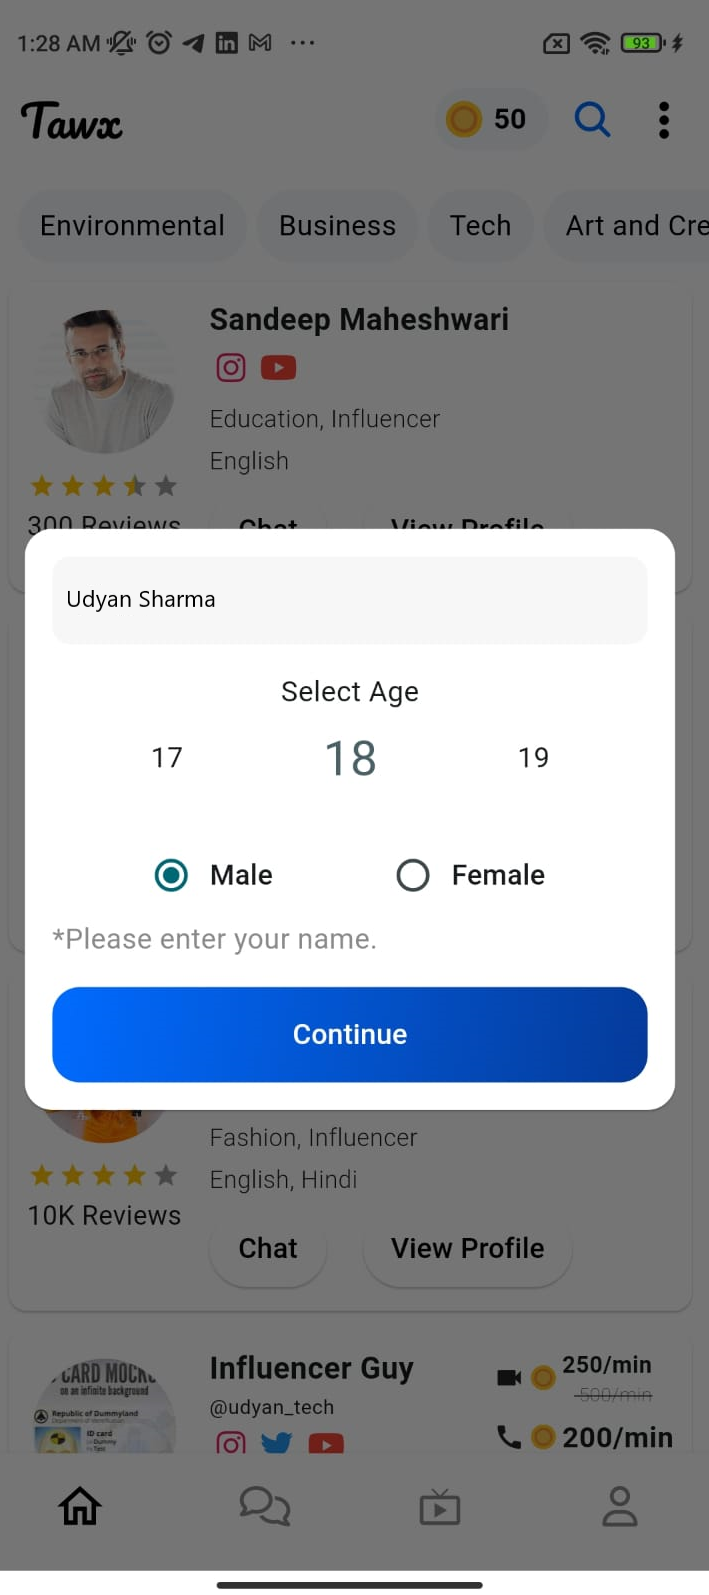 1:28 AM
93
Tawx
50
Environmental
Business
Tech
Art and Cre
Sandeep Maheshwari
Education, Influencer
English
300 Reviews
Chat
View Profile
Udyan Sharma
Select Age
17
18
19
Male
Female
*Please enter your name.
Continue
Fashion, Influencer
English, Hindi
10K Reviews
Chat
View Profile
CARD MOCK
on an infinite background
Republic of Dummyland
ID card
Influencer Guy
@udyan_tech
250/min
500/min
200/min